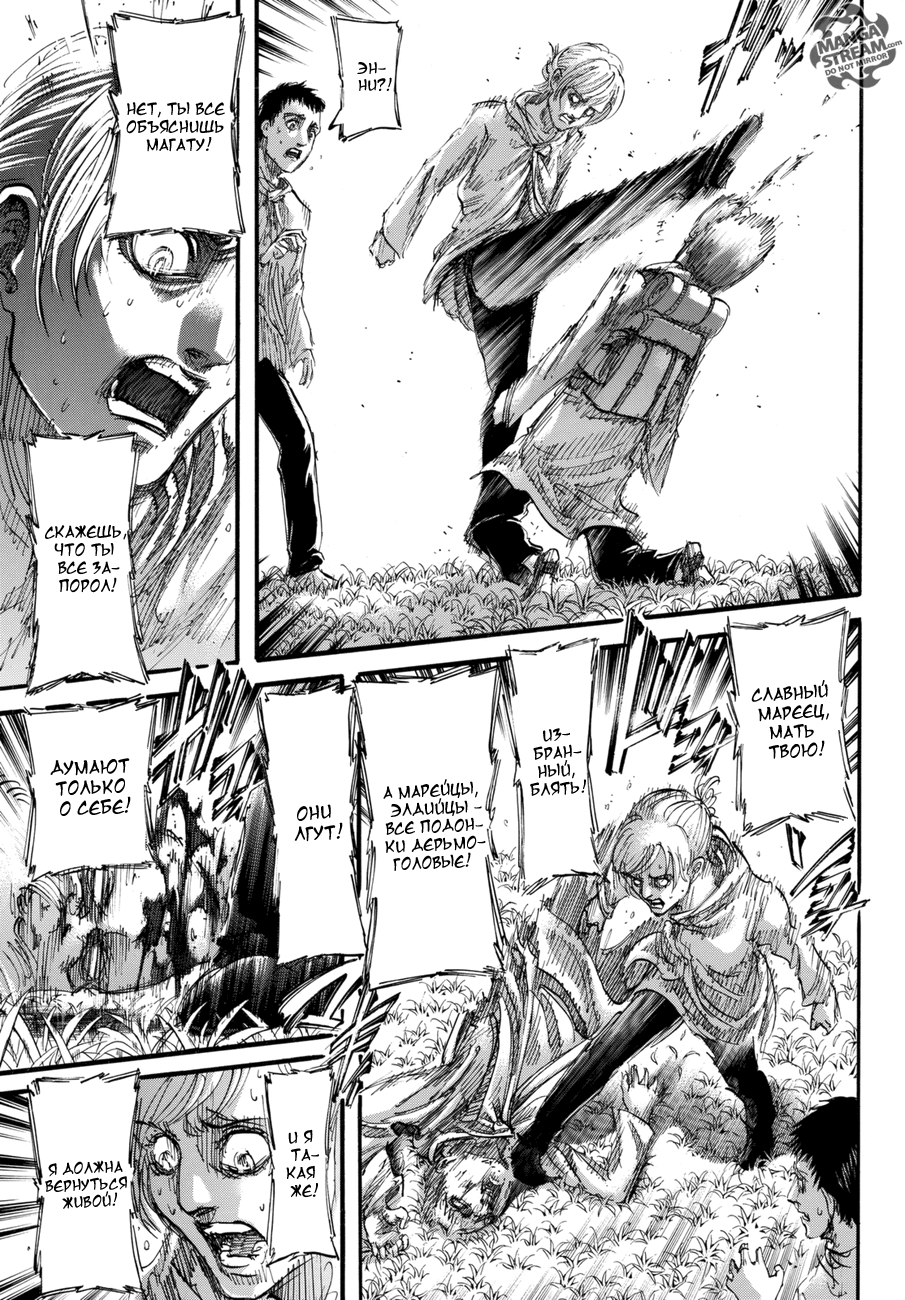 MANGA
STREAM.com
DO NOT MIRROR
ЭН-
НИ?!
НЕТ, ТЫ ВСЕ
ОБЪЯСНИШЬ
МАГАТУ!
СКАЖЕШЬ,
ЧТО ТЫ
ВСЕ ЗА-
ПОРОЛ!
СЛАВНЫЙ
МАРЕЕЦ,
МАТЬ
ТВОЮ!
ИЗ-
БРАН-
НЫЙ,
БЛЯТЬ!
А МАРЕЙЦЫ,
ЭЛДИЙЦЫ -
ВСЕ ПОДОН-
КИ ДЕРЬМО-
ГОЛОВЫЕ!
ОНИ
ЛГУТ!
ДУМАЮТ
ТОЛЬКО
О СЕБЕ!
И Я
ТА-
КАЯ
ЖЕ!
Я ДОЛЖНА
ВЕРНУТЬСЯ
ЖИВОЙ!